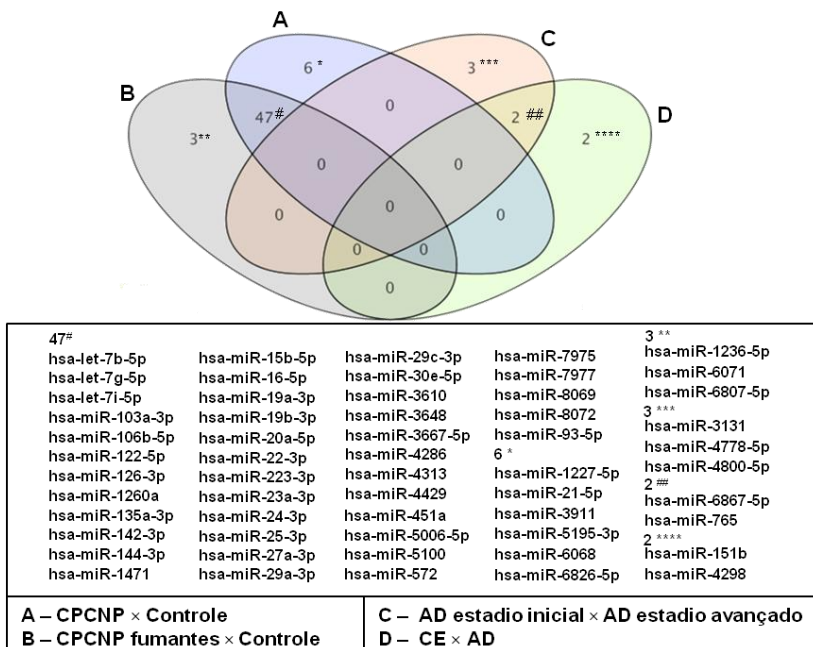 A
C
B
D
6 *
3 ***
47#
0
2 ##
3**
2 ****
0
0
0
0
0
0
0
0
47#
hsa-let-7b-5p
hsa-let-7g-5p
hsa-let-7i-5p
hsa-miR-103a-3p
hsa-miR-106b-5p
hsa-miR-122-5p
hsa-miR-126-3p
hsa-miR-1260a
hsa-miR-135a-3p
hsa-miR-142-3p
hsa-miR-144-3p
hsa-miR-1471
hsa-miR-15b-5p
hsa-miR-16-5p
hsa-miR-19a-3p
hsa-miR-19b-3p
hsa-miR-20a-5p
hsa-miR-22-3p
hsa-miR-223-3p
hsa-miR-23a-3p
hsa-miR-24-3p
hsa-miR-25-3p
hsa-miR-27a-3p
hsa-miR-29a-3p
hsa-miR-29c-3p
hsa-miR-30e-5p
hsa-miR-3610
hsa-miR-3648
hsa-miR-3667-5p
hsa-miR-4286
hsa-miR-4313
hsa-miR-4429
hsa-miR-451a
hsa-miR-5006-5p
hsa-miR-5100
hsa-miR-572
hsa-miR-7975
hsa-miR-7977
hsa-miR-8069
hsa-miR-8072
hsa-miR-93-5p
6 *
hsa-miR-1227-5p
hsa-miR-21-5p
hsa-miR-3911
hsa-miR-5195-3p
hsa-miR-6068
hsa-miR-6826-5p
3 **
hsa-miR-1236-5p
hsa-miR-6071
hsa-miR-6807-5p
3 ***
hsa-miR-3131
hsa-miR-4778-5p
hsa-miR-4800-5p
2 ##
hsa-miR-6867-5p
hsa-miR-765
2 ****
hsa-miR-151b
hsa-miR-4298
A – CPCNP × Controle
B – CPCNP fumantes × Controle
C – AD estadio inicial × AD estadio avançado
D – CE × AD